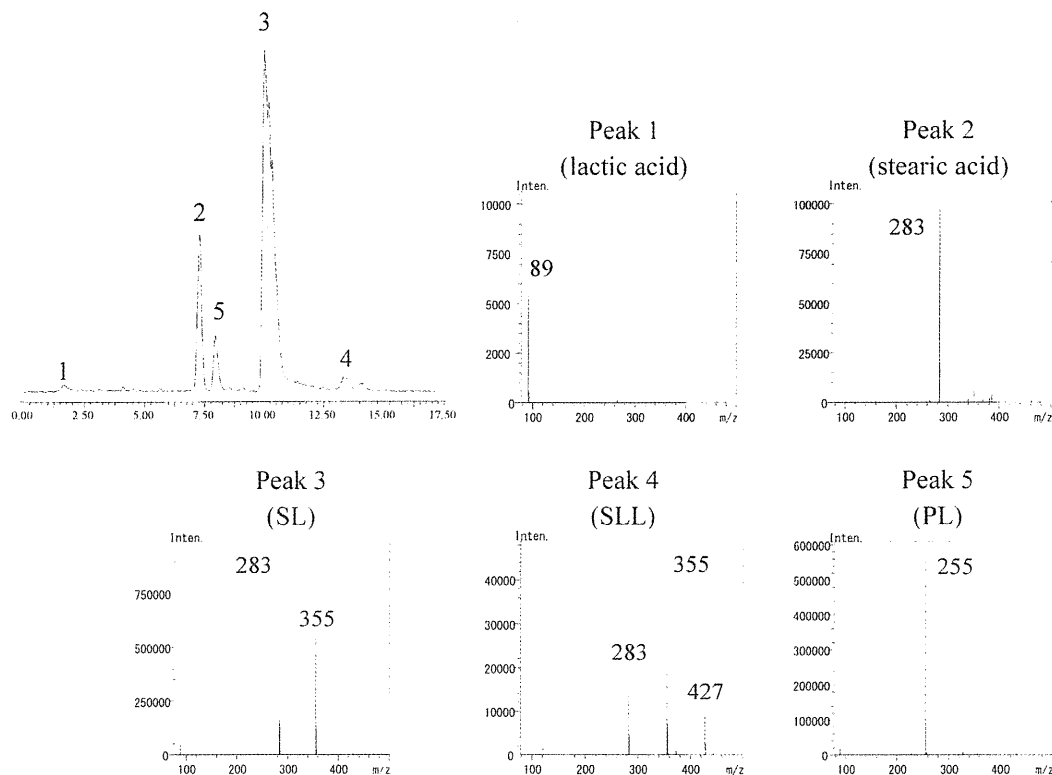 3
2
5
1
4
0.00 2.50 5.00 7.50 10.00 12.50 15.00 17.50
Peak 1
(lactic acid)
Inten.
10000
7500
5000
2000
0
89
100 200 300 400 m/z
Peak 2
(stearic acid)
Inten.
100000
75000
50000
25000
0
283
100 200 300 400 m/z
Peak 3
(SL)
Inten.
750000
500000
250000
0
283
355
100 200 300 400 m/z
Peak 4
(SLL)
Inten.
40000
30000
20000
10000
0
355
283
427
100 200 300 400 m/z
Peak 5
(PL)
Inten.
600000
500000
400000
300000
200000
100000
0
255
100 200 300 400 m/z